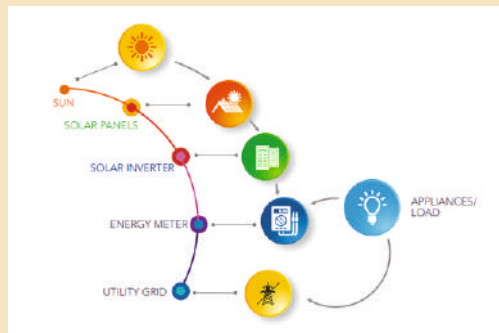 SUN
SOLAR PANELS
SOLAR INVERTER
ENERGY METER
APPLIANCES/
LOAD
UTILITY GRID